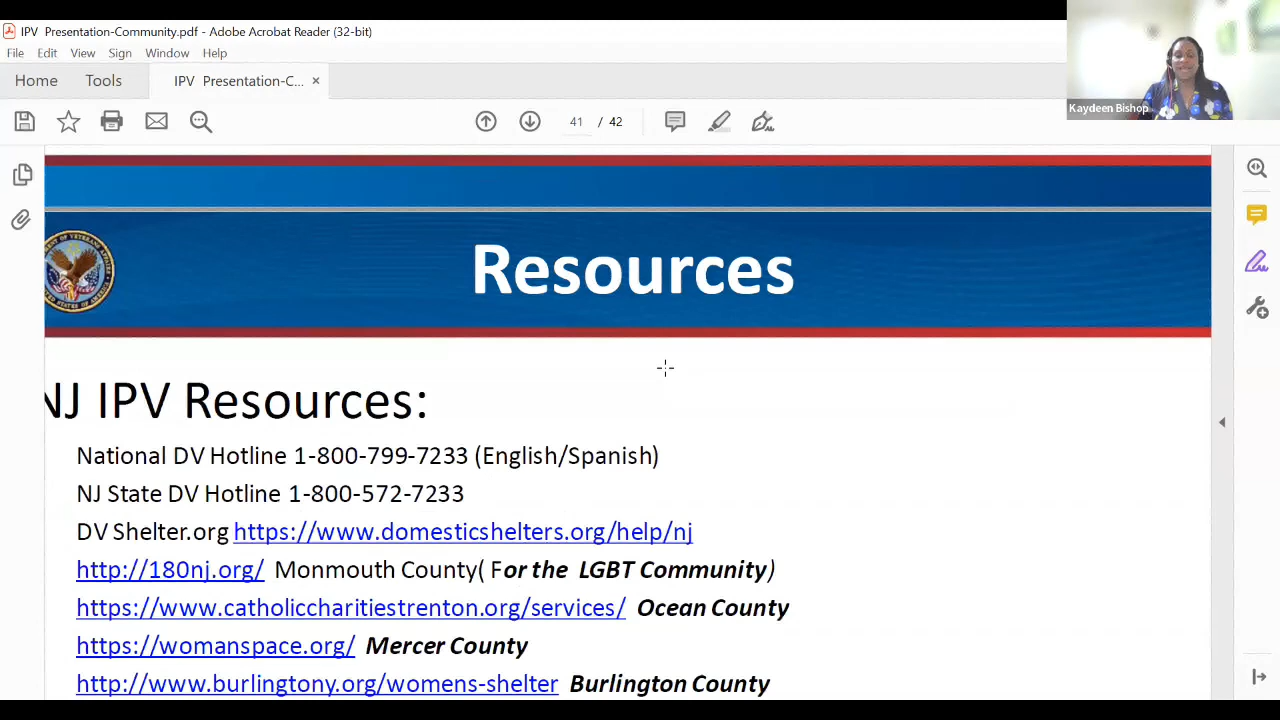 IPV Presentation-Community.pdf - Adobe Acrobat Reader (32-bit)
File Edit View Sign Window Help
Home Tools IPV Presentation-C... ×
41 / 42
Kaydeen Bishop
Resources
NJ IPV Resources:
National DV Hotline 1-800-799-7233 (English/Spanish)
NJ State DV Hotline 1-800-572-7233
DV Shelter.org https://www.domesticshelters.org/help/nj
http://180nj.org/ Monmouth County( For the LGBT Community)
https://www.catholiccharitiestrenton.org/services/ Ocean County
https://womanspace.org/ Mercer County
http://www.burlingtony.org/womens-shelter Burlington County